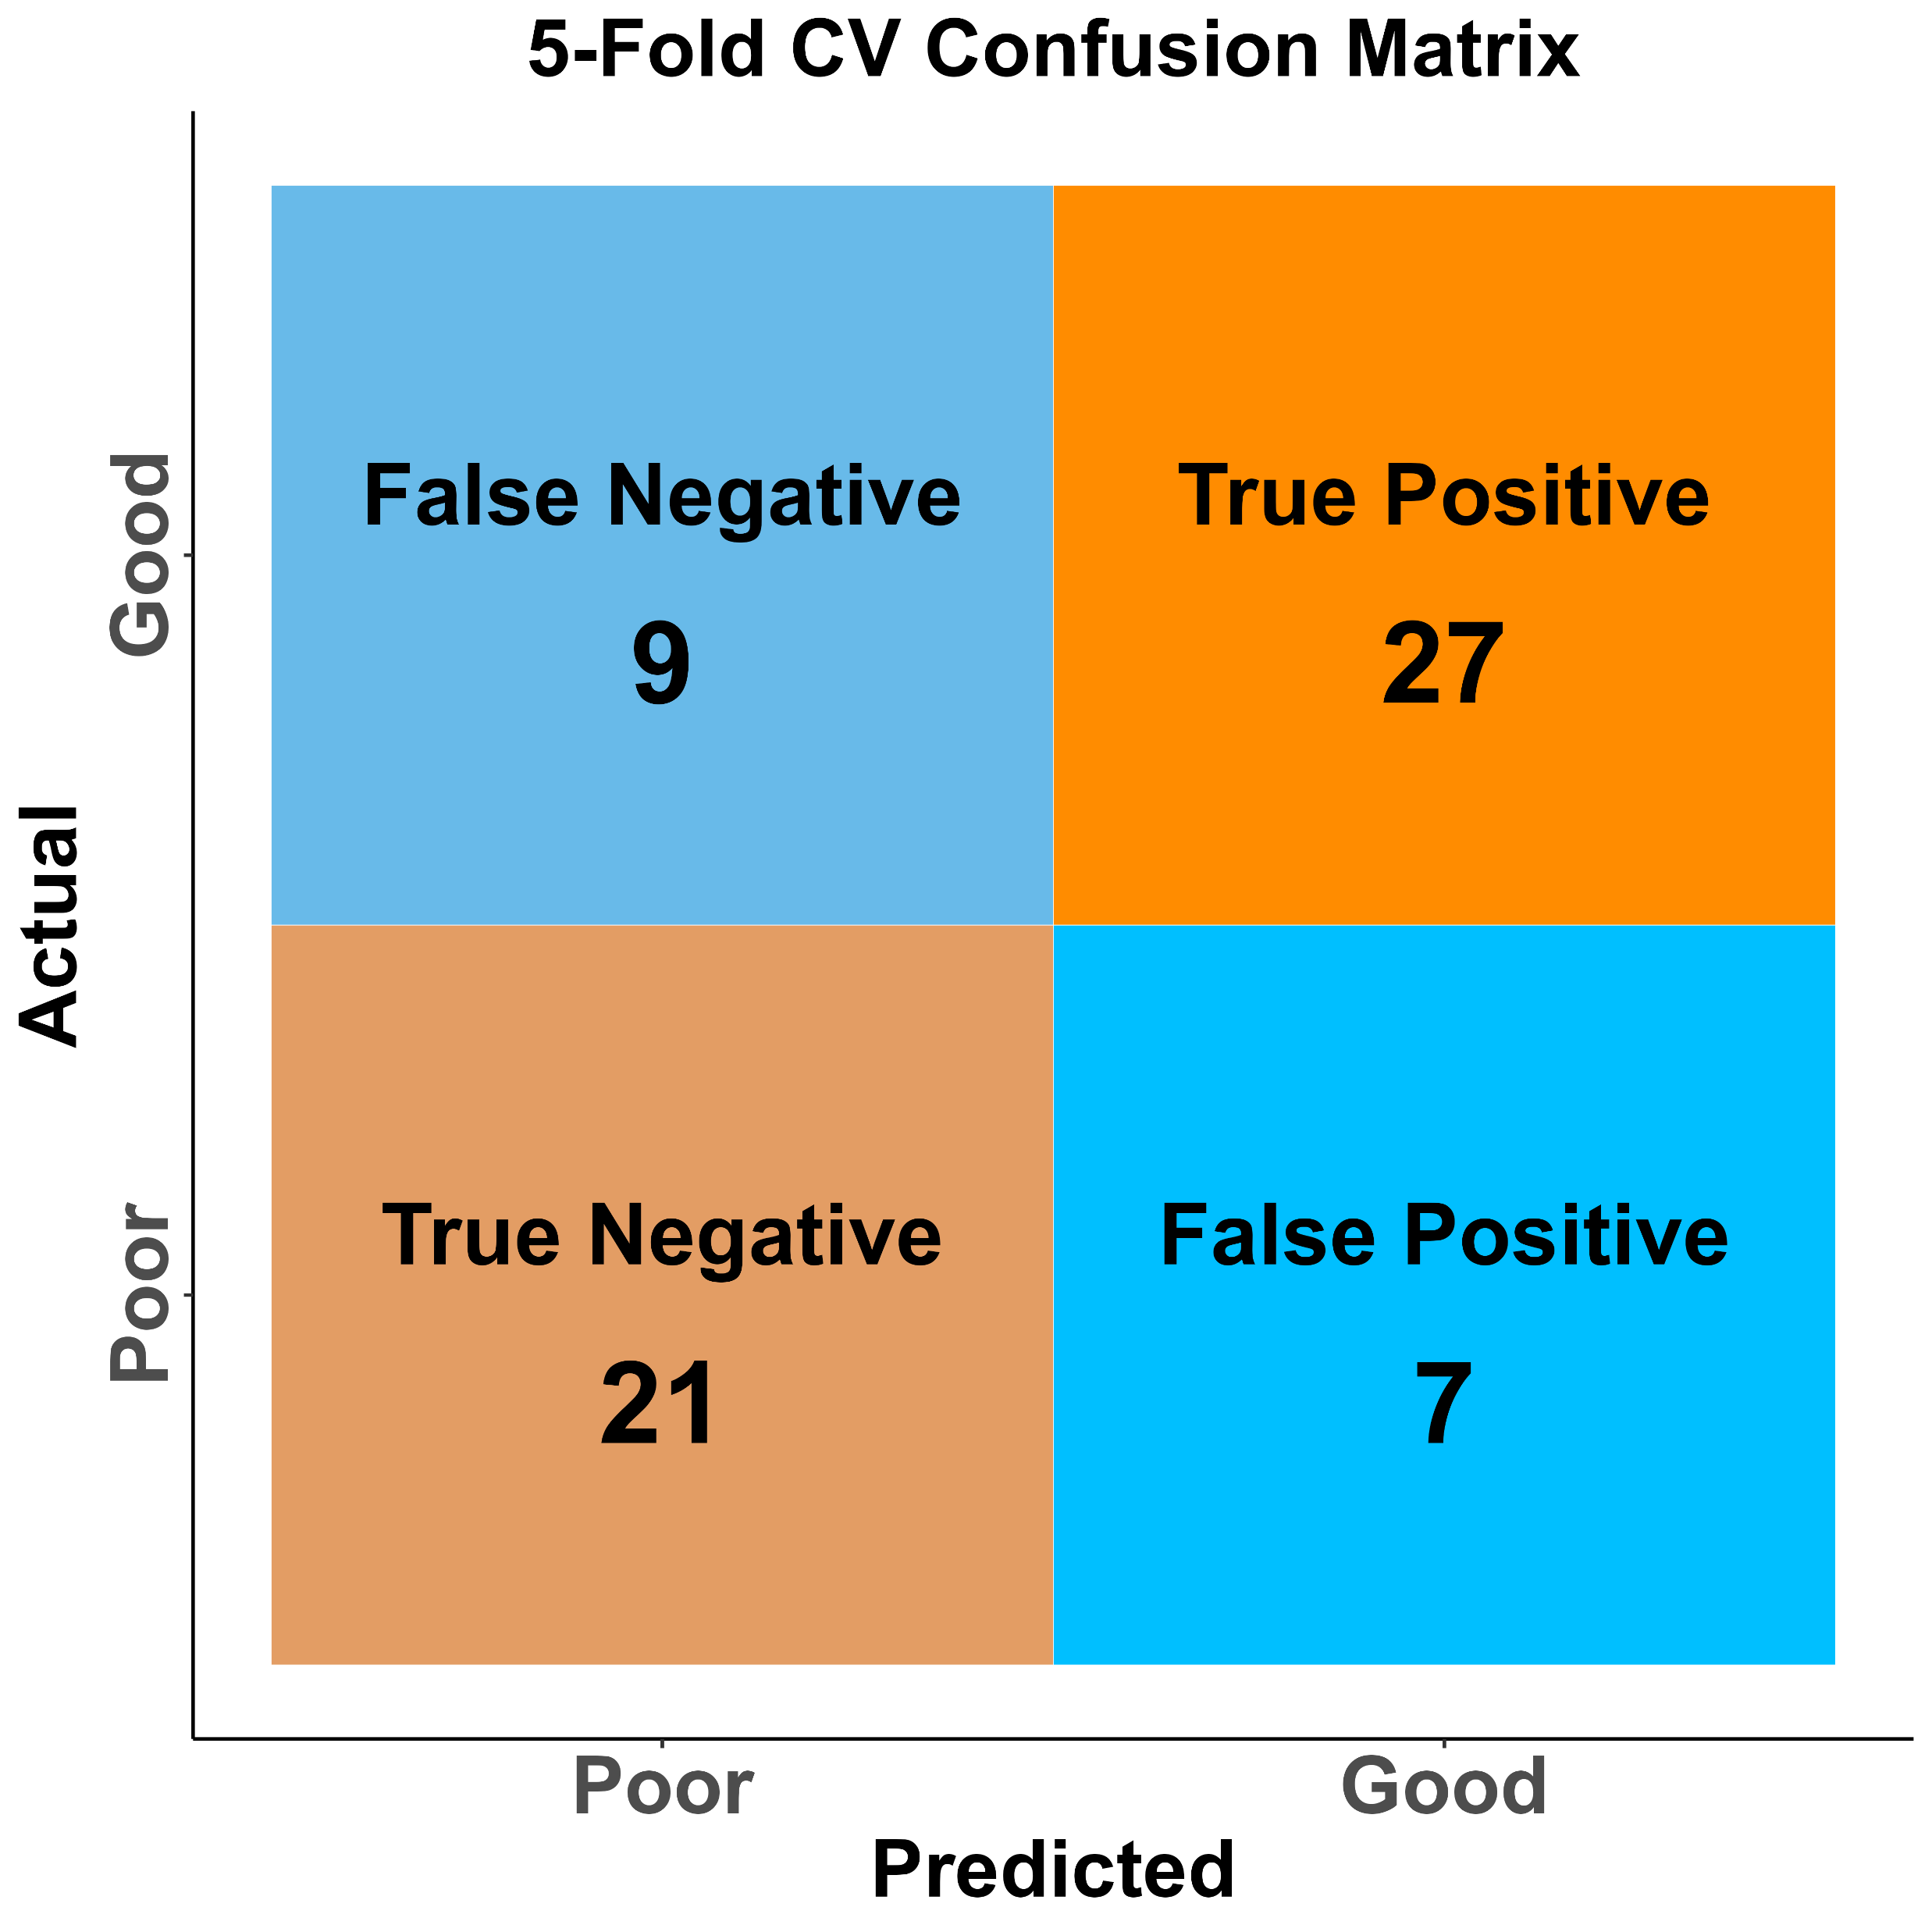 5-Fold CV Confusion Matrix
Actual
Good
False Negative
9
True Positive
27
Poor
True Negative
21
False Positive
7
Poor
Good
Predicted